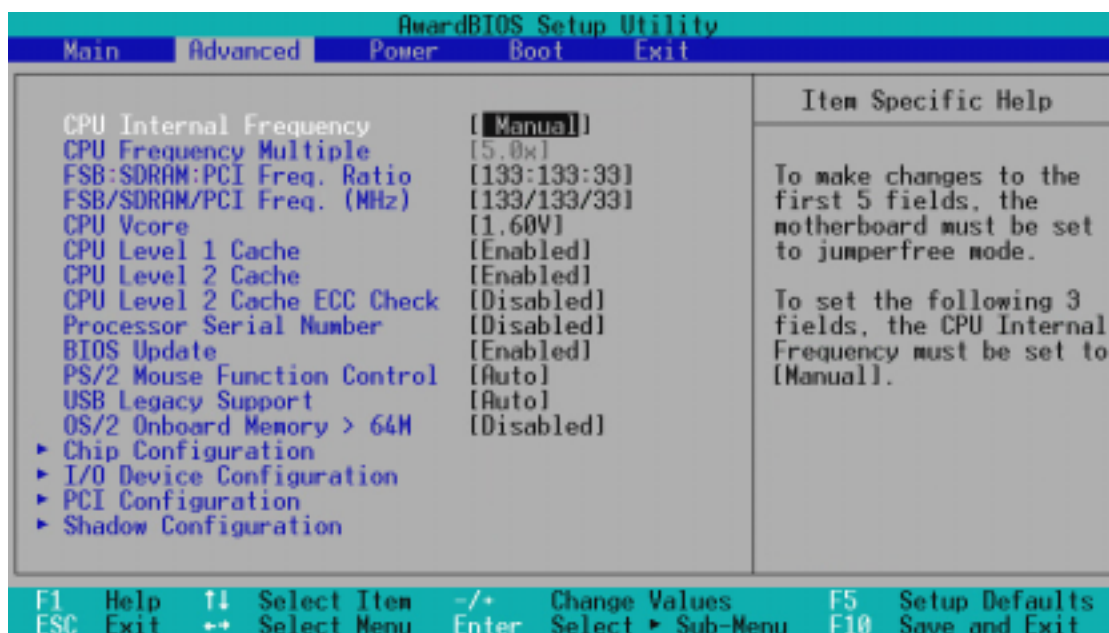 AwardBIOS Setup Utility
Main Advanced Power Boot Exit
Item Specific Help
CPU Internal Frequency [ Manual]
CPU Frequency Multiple [5.0x]
FSB:SDRAM:PCI Freq. Ratio [133:133:33]
FSB/SDRAM/PCI Freq. (MHz) [133/133/33]
CPU Vcore [1.60V]
CPU Level 1 Cache [Enabled]
CPU Level 2 Cache [Enabled]
CPU Level 2 Cache ECC Check [Disabled]
Processor Serial Number [Disabled]
BIOS Update [Enabled]
PS/2 Mouse Function Control [Auto]
USB Legacy Support [Auto]
OS/2 Onboard Memory > 64M [Disabled]
▶ Chip Configuration
▶ I/O Device Configuration
▶ PCI Configuration
▶ Shadow Configuration
To make changes to the
first 5 fields, the
motherboard must be set
to jumperfree mode.
To set the following 3
fields, the CPU Internal
Frequency must be set to
[Manual].
F1 Help ↑↓ Select Item -/+ Change Values F5 Setup Defaults
ESC Exit ←→ Select Menu Enter Select ▶ Sub-Menu F10 Save and Exit